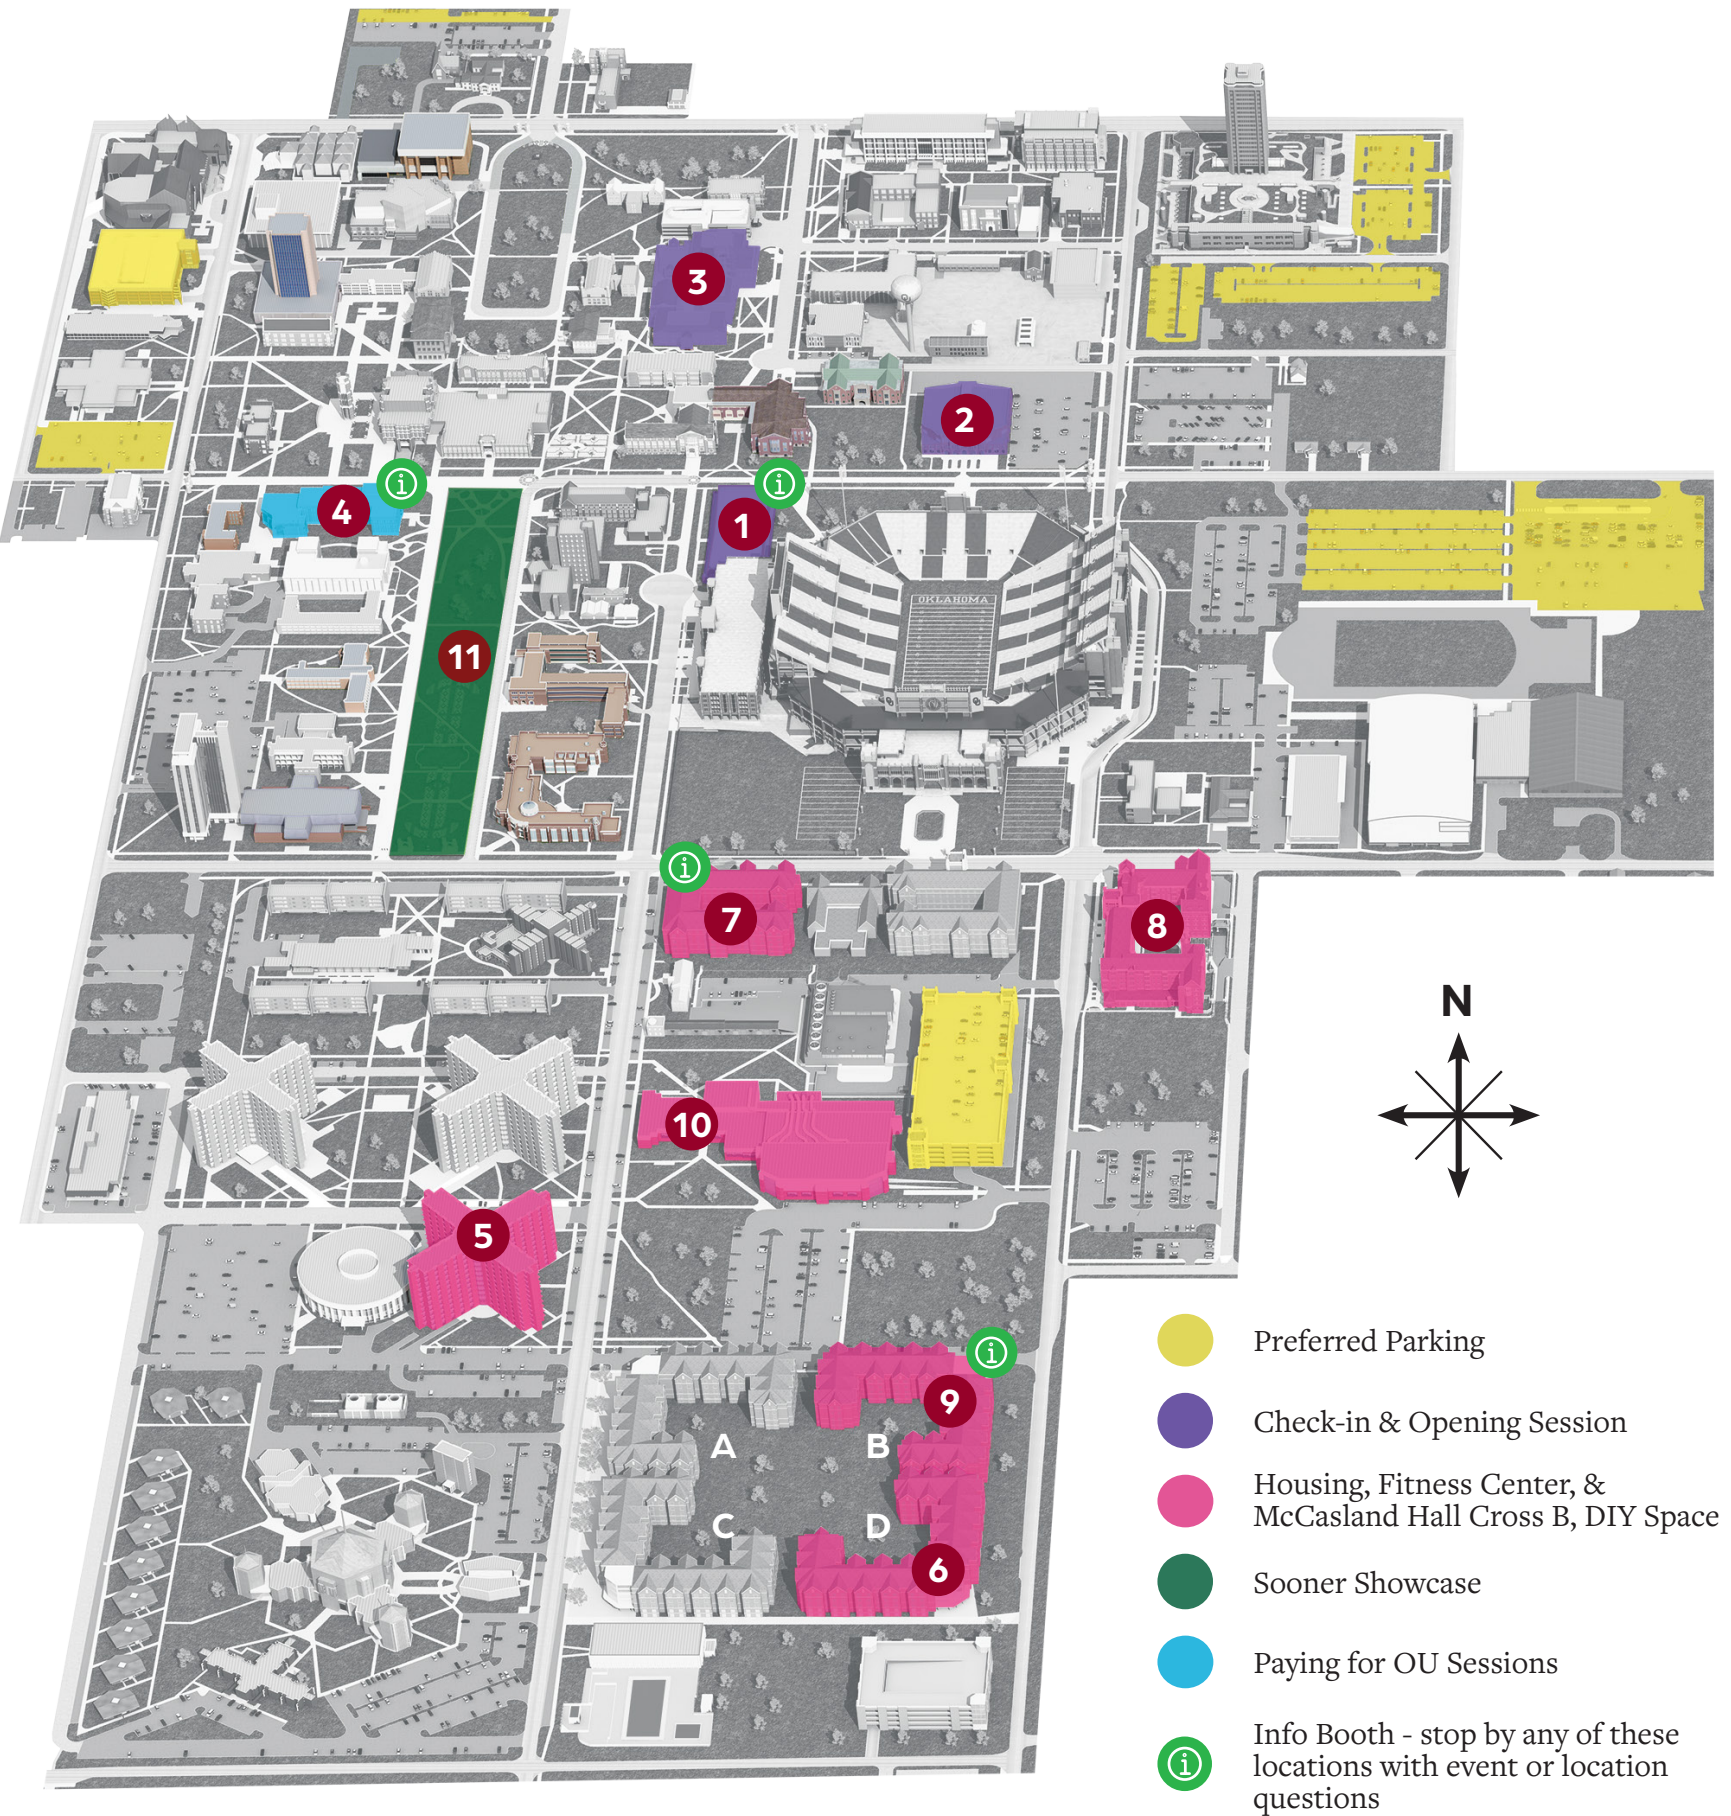 3
2
4
i
1
i
OKLAHOMA
11
i
7
8
N
10
5
i
9
A
B
C
D
6
Preferred Parking
Check-in & Opening Session
Housing, Fitness Center, &
McCasland Hall Cross B, DIY Space
Sooner Showcase
Paying for OU Sessions
i
Info Booth - stop by any of these
locations with event or location
questions